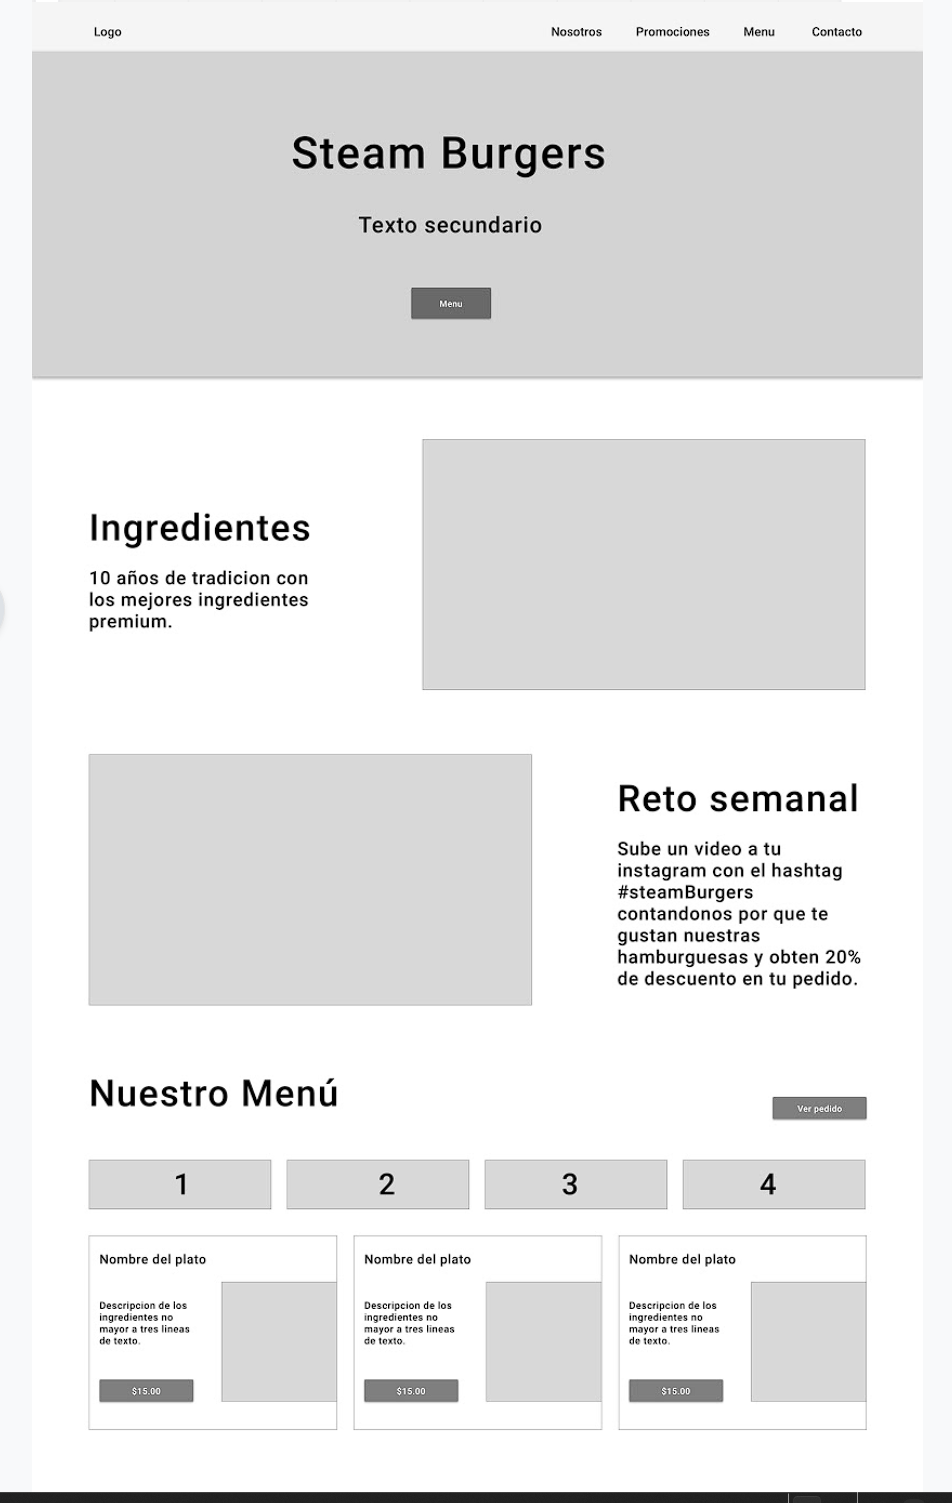 Logo
Nosotros
Promociones
Menu
Contacto
Steam Burgers
Texto secundario
Menu
Ingredientes
10 años de tradicion con
los mejores ingredientes
premium.
Reto semanal
Sube un video a tu
instagram con el hashtag
#steamBurgers
contandonos por que te
gustan nuestras
hamburguesas y obten 20%
de descuento en tu pedido.
Nuestro Menú
Ver pedido
1
2
3
4
Nombre del plato
Descripcion de los
ingredientes no
mayor a tres lineas
de texto.
$15.00
Nombre del plato
Descripcion de los
ingredientes no
mayor a tres lineas
de texto.
$15.00
Nombre del plato
Descripcion de los
ingredientes no
mayor a tres lineas
de texto.
$15.00